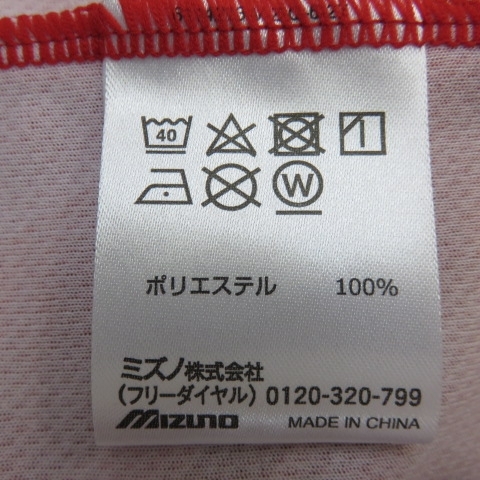 40
W
ポリエステル 100%
ミズノ株式会社
(フリーダイヤル) 0120-320-799
MIZUNO MADE IN CHINA